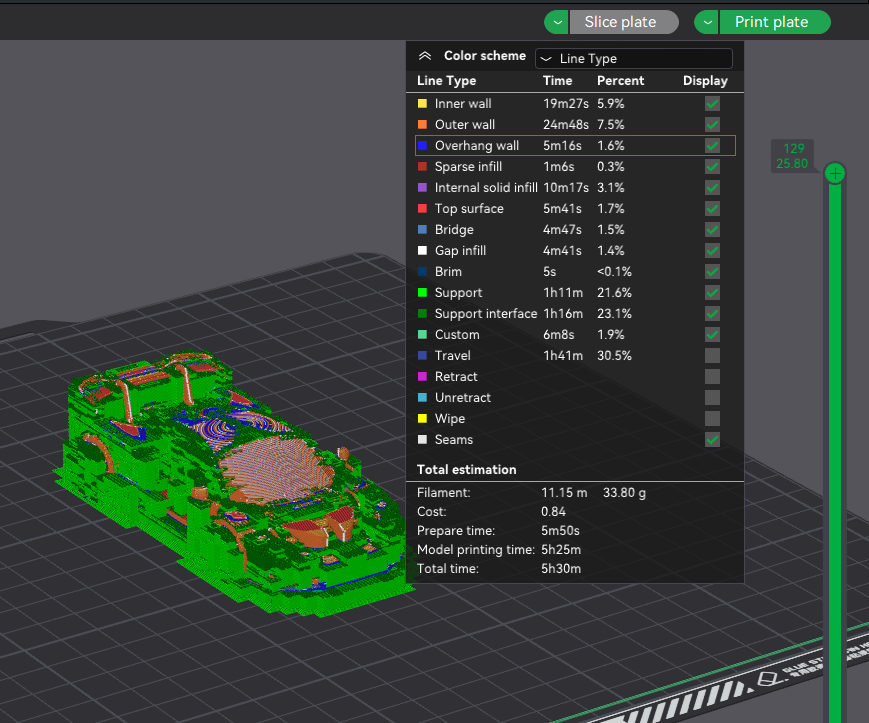 Slice plate
Print plate
Color scheme Line Type
Line Type Time Percent Display
Inner wall 19m27s 5.9%
Outer wall 24m48s 7.5%
Overhang wall 5m16s 1.6%
Sparse infill 1m6s 0.3%
Internal solid infill 10m17s 3.1%
Top surface 5m41s 1.7%
Bridge 4m47s 1.5%
Gap infill 4m41s 1.4%
Brim 5s <0.1%
Support 1h11m 21.6%
Support interface 1h16m 23.1%
Custom 6m8s 1.9%
Travel 1h41m 30.5%
Retract
Unretract
Wipe
Seams
Total estimation
Filament: 11.15 m 33.80 g
Cost: 0.84
Prepare time: 5m50s
Model printing time: 5h25m
Total time: 5h30m
129
25.80